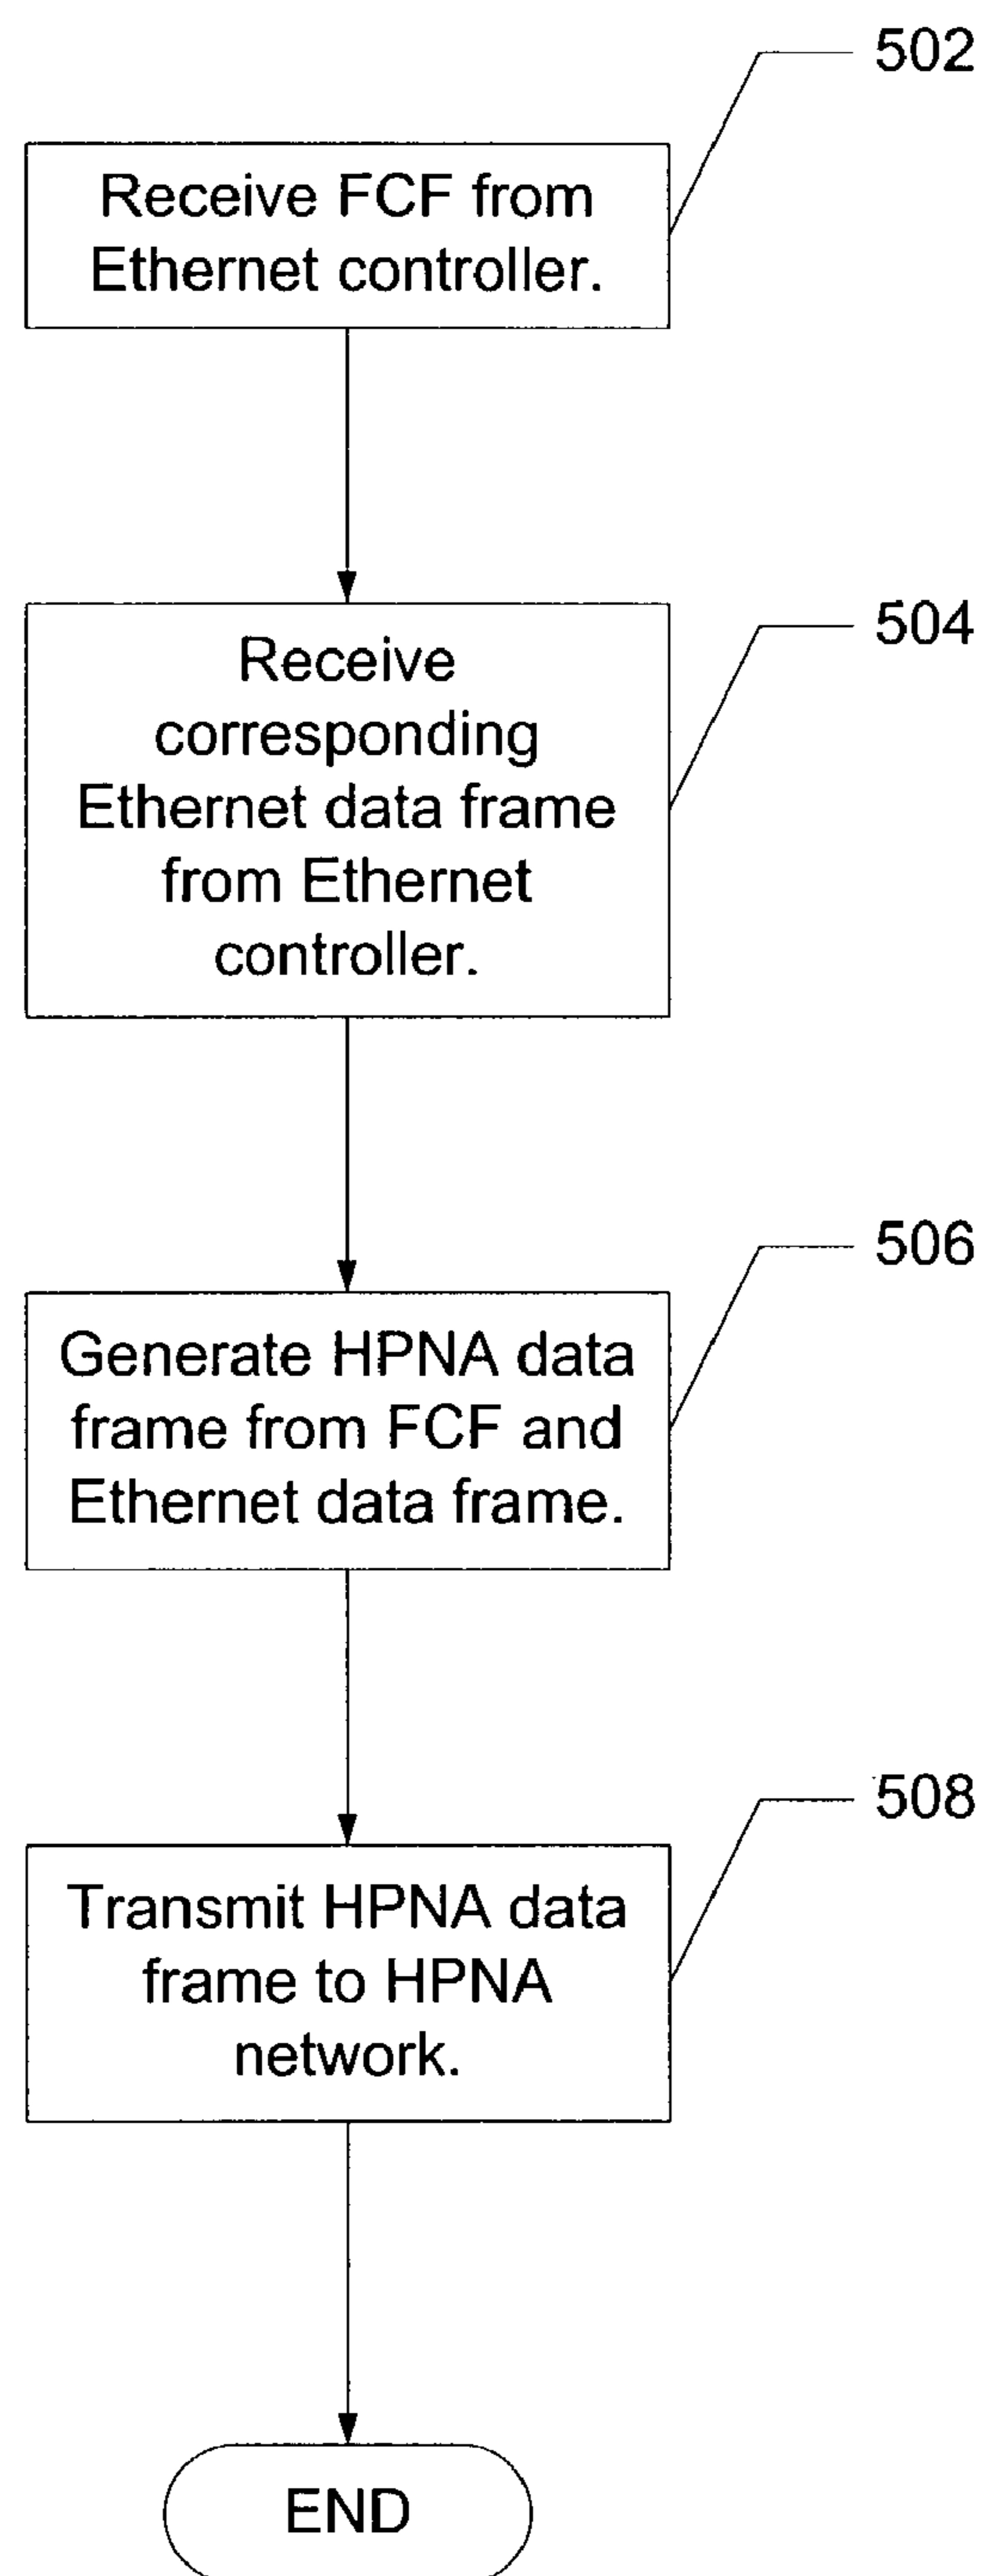 502
Receive FCF from
Ethernet controller.
504
Receive
corresponding
Ethernet data frame
from Ethernet
controller.
506
Generate HPNA data
frame from FCF and
Ethernet data frame.
508
Transmit HPNA data
frame to HPNA
network.
END